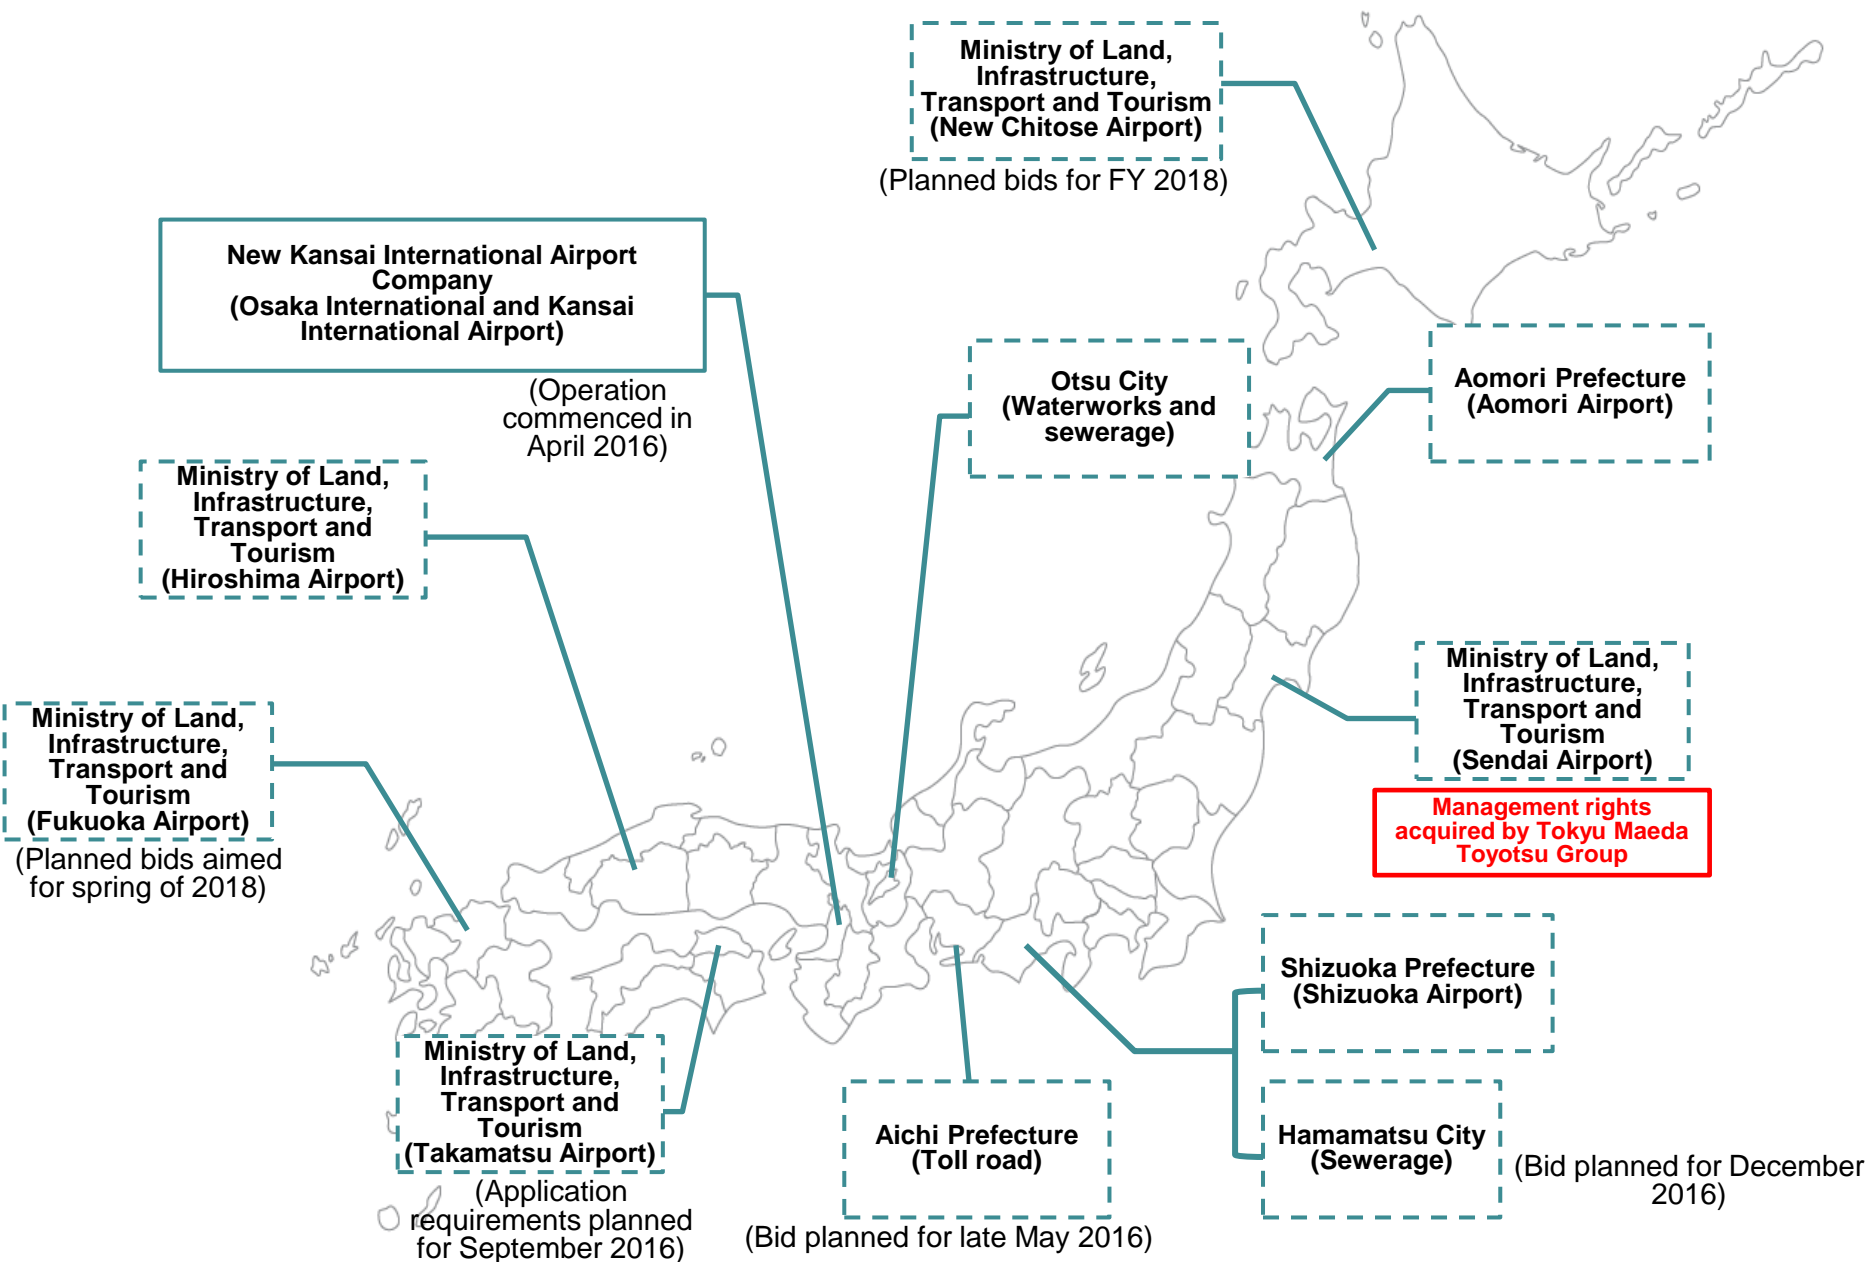 Ministry of Land,
Infrastructure,
Transport and Tourism
(New Chitose Airport)
(Planned bids for FY 2018)
New Kansai International Airport
Company
(Osaka International and Kansai
International Airport)
(Operation
commenced in
April 2016)
Otsu City
(Waterworks and
sewerage)
Aomori Prefecture
(Aomori Airport)
Ministry of Land,
Infrastructure,
Transport and
Tourism
(Hiroshima Airport)
Ministry of Land,
Infrastructure,
Transport and
Tourism
(Sendai Airport)
Management rights
acquired by Tokyu Maeda
Toyotsu Group
Ministry of Land,
Infrastructure,
Transport and
Tourism
(Fukuoka Airport)
(Planned bids aimed
for spring of 2018)
Shizuoka Prefecture
(Shizuoka Airport)
Ministry of Land,
Infrastructure,
Transport and
Tourism
(Takamatsu Airport)
(Application
requirements planned
for September 2016)
Aichi Prefecture
(Toll road)
(Bid planned for late May 2016)
Hamamatsu City
(Sewerage)
(Bid planned for December
2016)